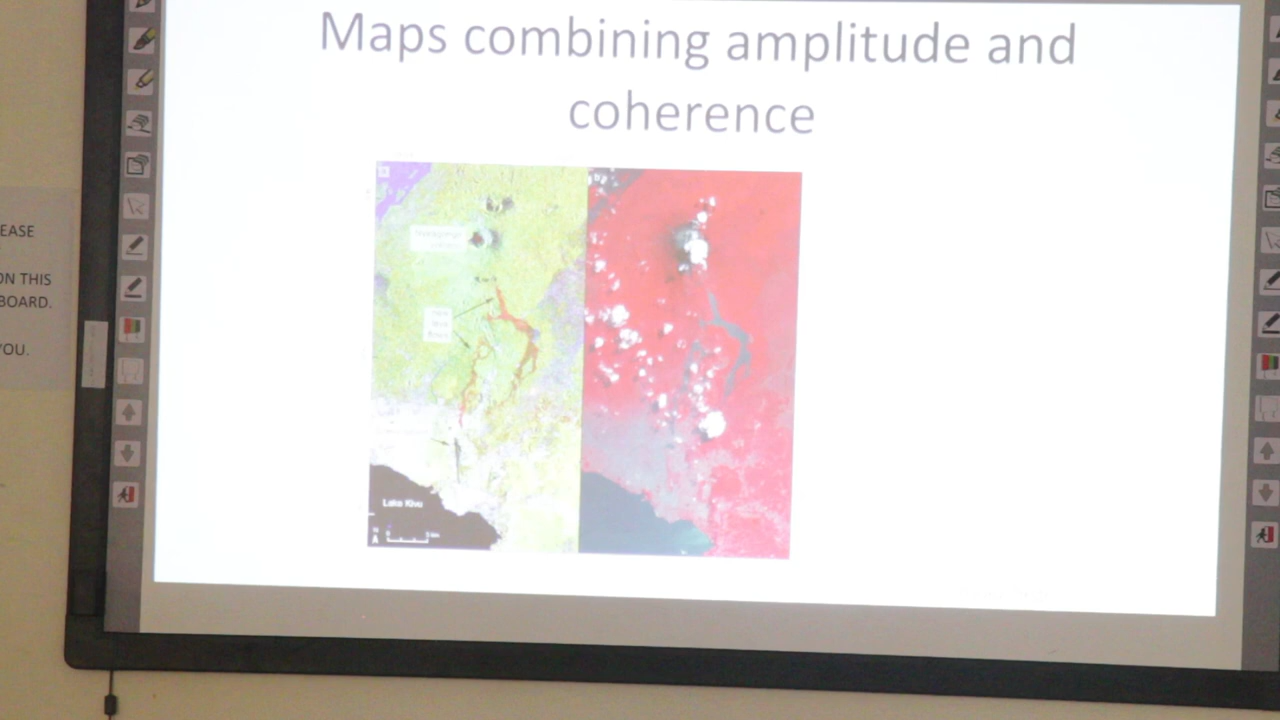 Maps combining amplitude and
coherence
EASE
ON THIS
BOARD.
YOU.
Lake Kivu